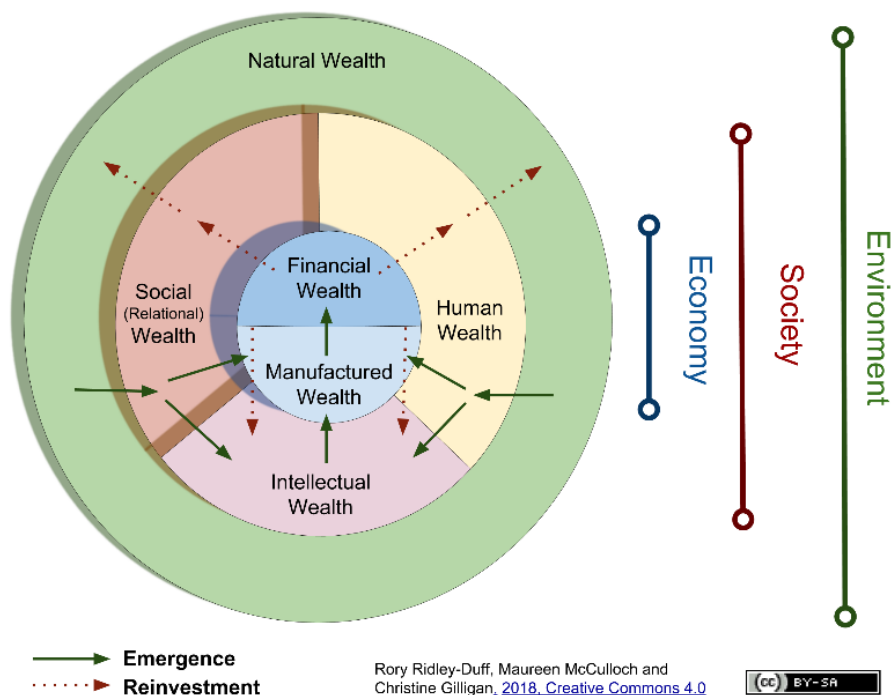 Natural Wealth
Financial
Wealth
Social
(Relational)
Wealth
Human
Wealth
Manufactured
Wealth
Intellectual
Wealth
Economy
Society
Environment
Emergence
Reinvestment
Rory Ridley-Duff, Maureen McCulloch and
Christine Gilligan, 2018, Creative Commons 4.0
cc BY-SA